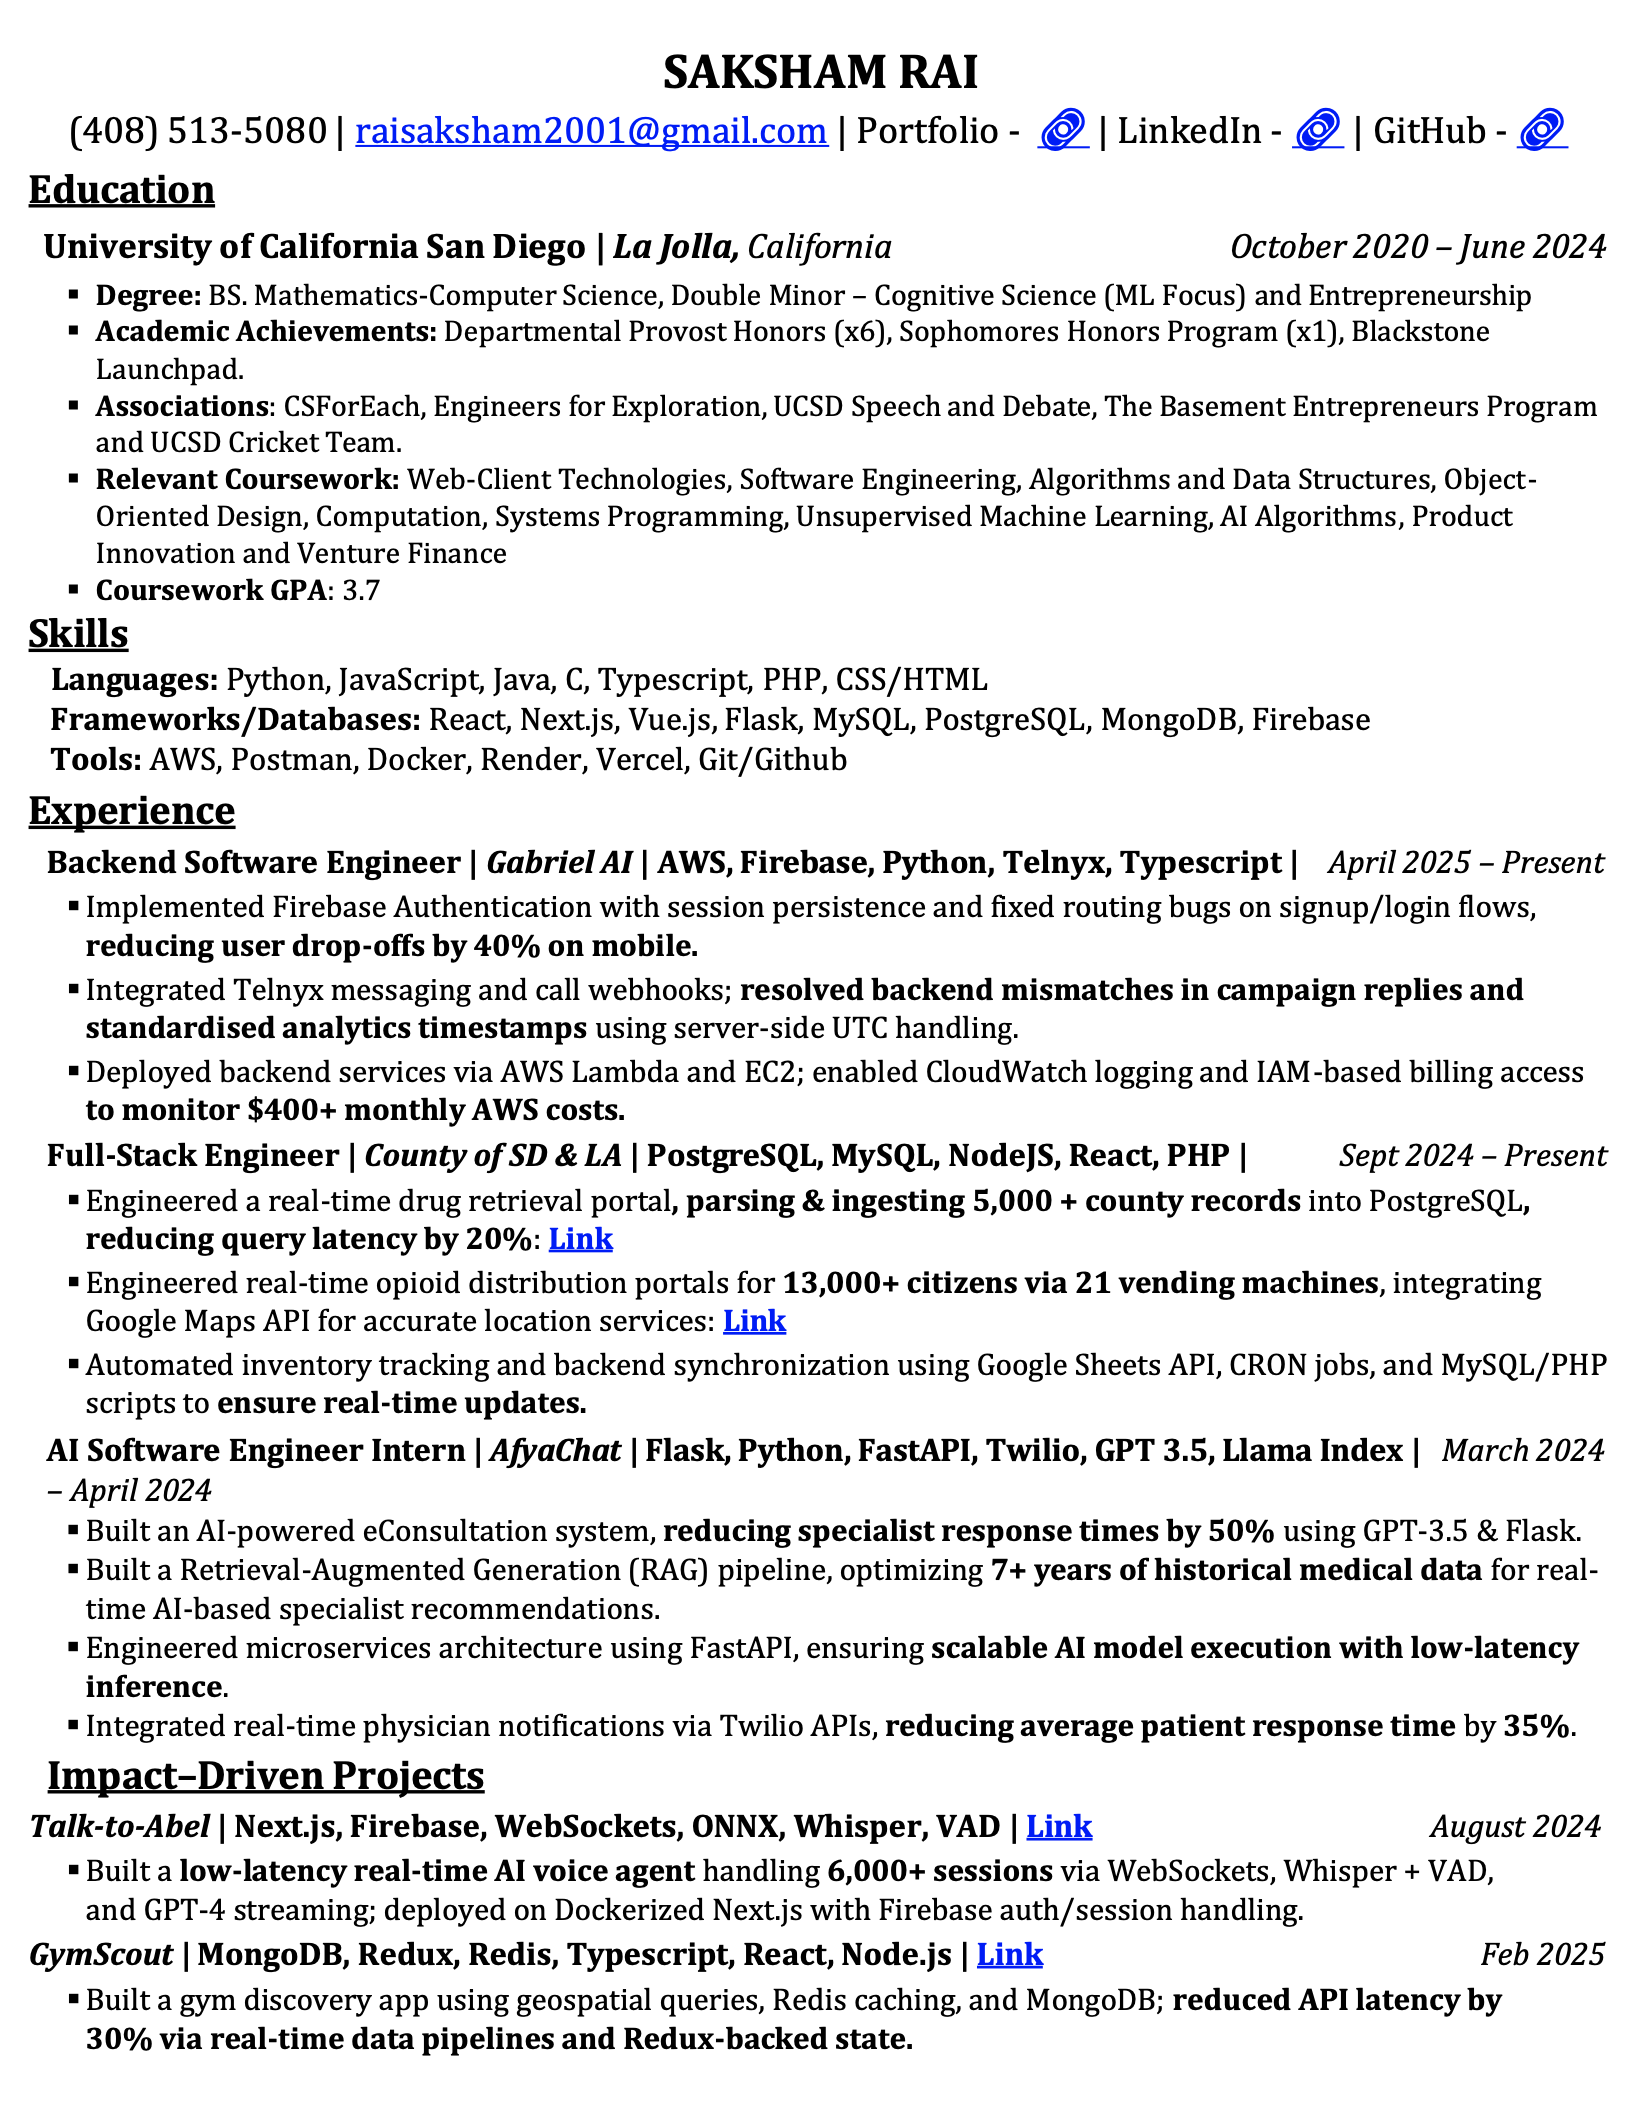 SAKSHAM RAI
(408) 513-5080 | raisaksham2001@gmail.com | Portfolio - | LinkedIn - | GitHub -
Education
University of California San Diego | La Jolla, California October 2020 – June 2024
▪ Degree: BS. Mathematics-Computer Science, Double Minor – Cognitive Science (ML Focus) and Entrepreneurship
▪ Academic Achievements: Departmental Provost Honors (x6), Sophomores Honors Program (x1), Blackstone
Launchpad.
▪ Associations: CSForEach, Engineers for Exploration, UCSD Speech and Debate, The Basement Entrepreneurs Program
and UCSD Cricket Team.
▪ Relevant Coursework: Web-Client Technologies, Software Engineering, Algorithms and Data Structures, Object-
Oriented Design, Computation, Systems Programming, Unsupervised Machine Learning, AI Algorithms, Product
Innovation and Venture Finance
▪ Coursework GPA: 3.7
Skills
Languages: Python, JavaScript, Java, C, Typescript, PHP, CSS/HTML
Frameworks/Databases: React, Next.js, Vue.js, Flask, MySQL, PostgreSQL, MongoDB, Firebase
Tools: AWS, Postman, Docker, Render, Vercel, Git/Github
Experience
Backend Software Engineer | Gabriel AI | AWS, Firebase, Python, Telnyx, Typescript | April 2025 – Present
▪ Implemented Firebase Authentication with session persistence and fixed routing bugs on signup/login flows,
reducing user drop-offs by 40% on mobile.
▪ Integrated Telnyx messaging and call webhooks; resolved backend mismatches in campaign replies and
standardised analytics timestamps using server-side UTC handling.
▪ Deployed backend services via AWS Lambda and EC2; enabled CloudWatch logging and IAM-based billing access
to monitor $400+ monthly AWS costs.
Full-Stack Engineer | County of SD & LA | PostgreSQL, MySQL, NodeJS, React, PHP | Sept 2024 – Present
▪ Engineered a real-time drug retrieval portal, parsing & ingesting 5,000 + county records into PostgreSQL,
reducing query latency by 20%: Link
▪ Engineered real-time opioid distribution portals for 13,000+ citizens via 21 vending machines, integrating
Google Maps API for accurate location services: Link
▪ Automated inventory tracking and backend synchronization using Google Sheets API, CRON jobs, and MySQL/PHP
scripts to ensure real-time updates.
AI Software Engineer Intern | AfyaChat | Flask, Python, FastAPI, Twilio, GPT 3.5, Llama Index | March 2024
– April 2024
▪ Built an AI-powered eConsultation system, reducing specialist response times by 50% using GPT-3.5 & Flask.
▪ Built a Retrieval-Augmented Generation (RAG) pipeline, optimizing 7+ years of historical medical data for real-
time AI-based specialist recommendations.
▪ Engineered microservices architecture using FastAPI, ensuring scalable AI model execution with low-latency
inference.
▪ Integrated real-time physician notifications via Twilio APIs, reducing average patient response time by 35%.
Impact–Driven Projects
Talk-to-Abel | Next.js, Firebase, WebSockets, ONNX, Whisper, VAD | Link August 2024
▪ Built a low-latency real-time AI voice agent handling 6,000+ sessions via WebSockets, Whisper + VAD,
and GPT-4 streaming; deployed on Dockerized Next.js with Firebase auth/session handling.
GymScout | MongoDB, Redux, Redis, Typescript, React, Node.js | Link Feb 2025
▪ Built a gym discovery app using geospatial queries, Redis caching, and MongoDB; reduced API latency by
30% via real-time data pipelines and Redux-backed state.